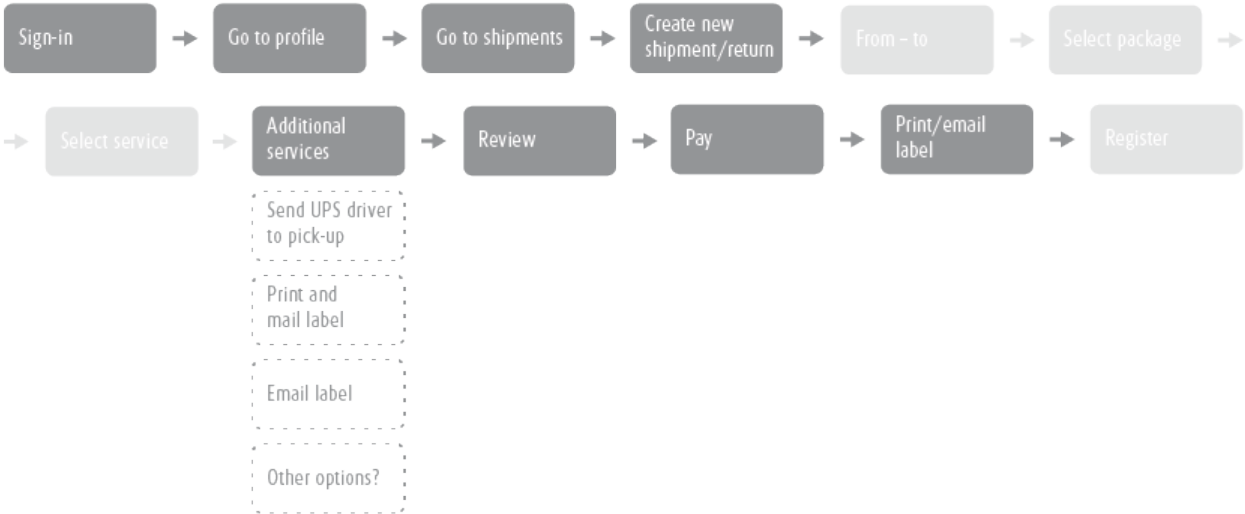 Sign-in
Go to profile
Go to shipments
Create new
shipment/return
From – to
Select package
Select service
Additional
services
Review
Pay
Print/email
label
Register
Send UPS driver
to pick-up
Print and
mail label
Email label
Other options?